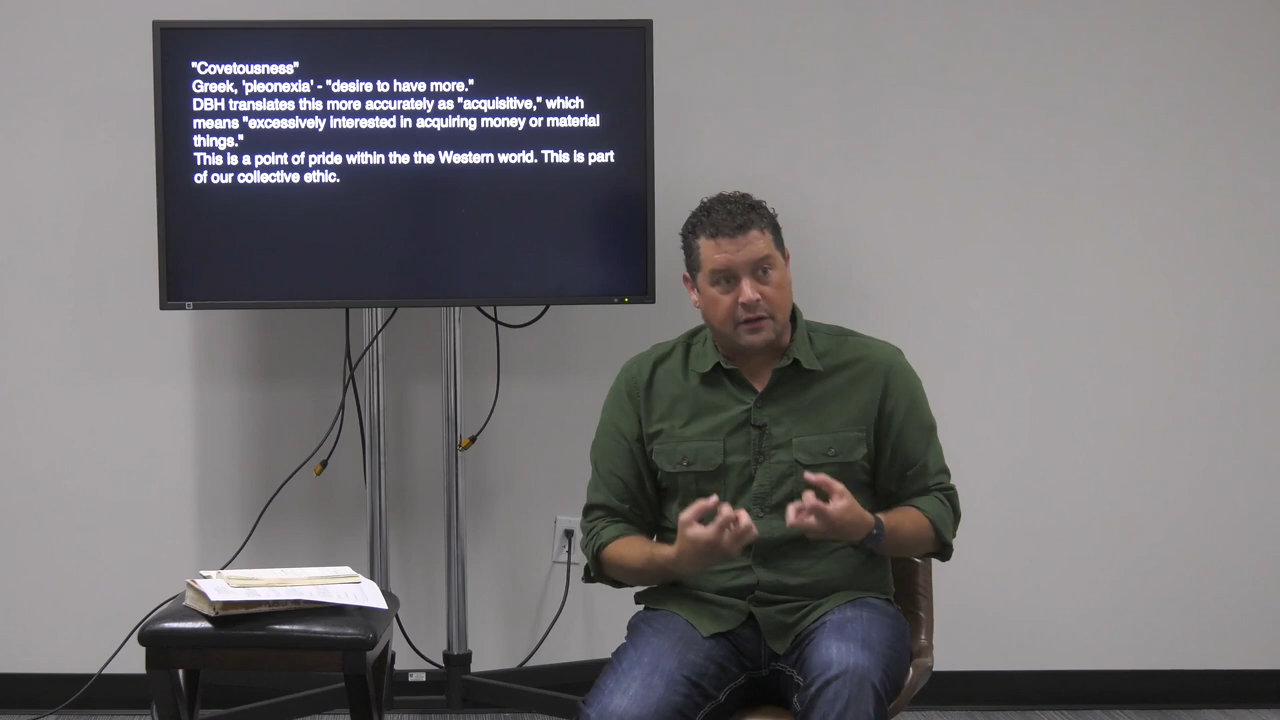 "Covetousness"
Greek, 'pleonexia' - "desire to have more."
DBH translates this more accurately as "acquisitive," which
means "excessively interested in acquiring money or material
things."
This is a point of pride within the the Western world. This is part
of our collective ethic.